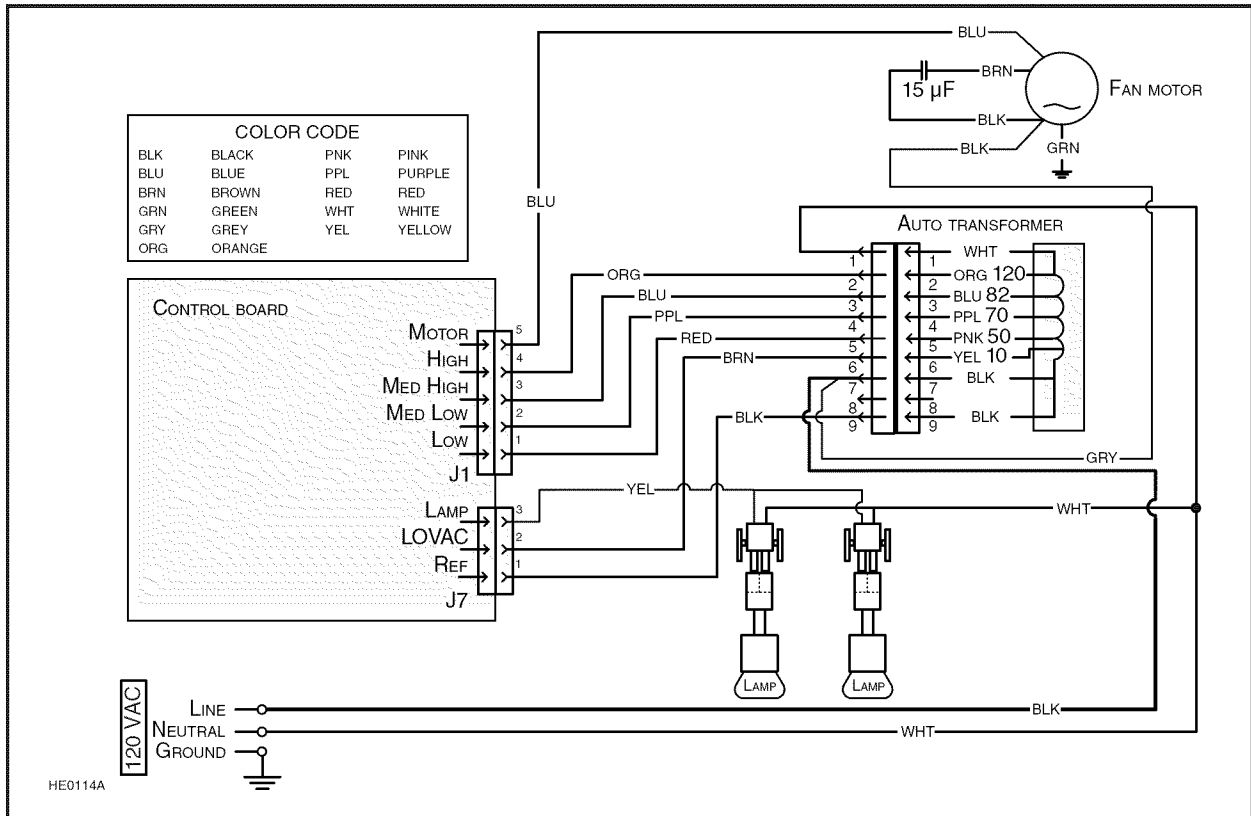 BLU
BRN
15 µF
FAN MOTOR
BLK
BLK
GRN
COLOR CODE
BLK BLACK PNK PINK
BLU BLUE PPL PURPLE
BRN BROWN RED RED
GRN GREEN WHT WHITE
GRY GREY YEL YELLOW
ORG ORANGE
BLU
AUTO TRANSFORMER
1 1 WHT
ORG 2 2 ORG 120
BLU 3 3 BLU 82
PPL 4 4 PPL 70
RED 5 5 PNK 50
BRN 6 6 YEL 10
7 7 BLK
8 8
BLK 9 9 BLK
GRY
CONTROL BOARD
MOTOR 5
HIGH 4
MED HIGH 3
MED LOW 2
LOW 1
J1
YEL
LAMP 3
LOVAC 2
REF 1
J7
WHT
LAMP LAMP
120 VAC
LINE BLK
NEUTRAL WHT
GROUND
HE0114A